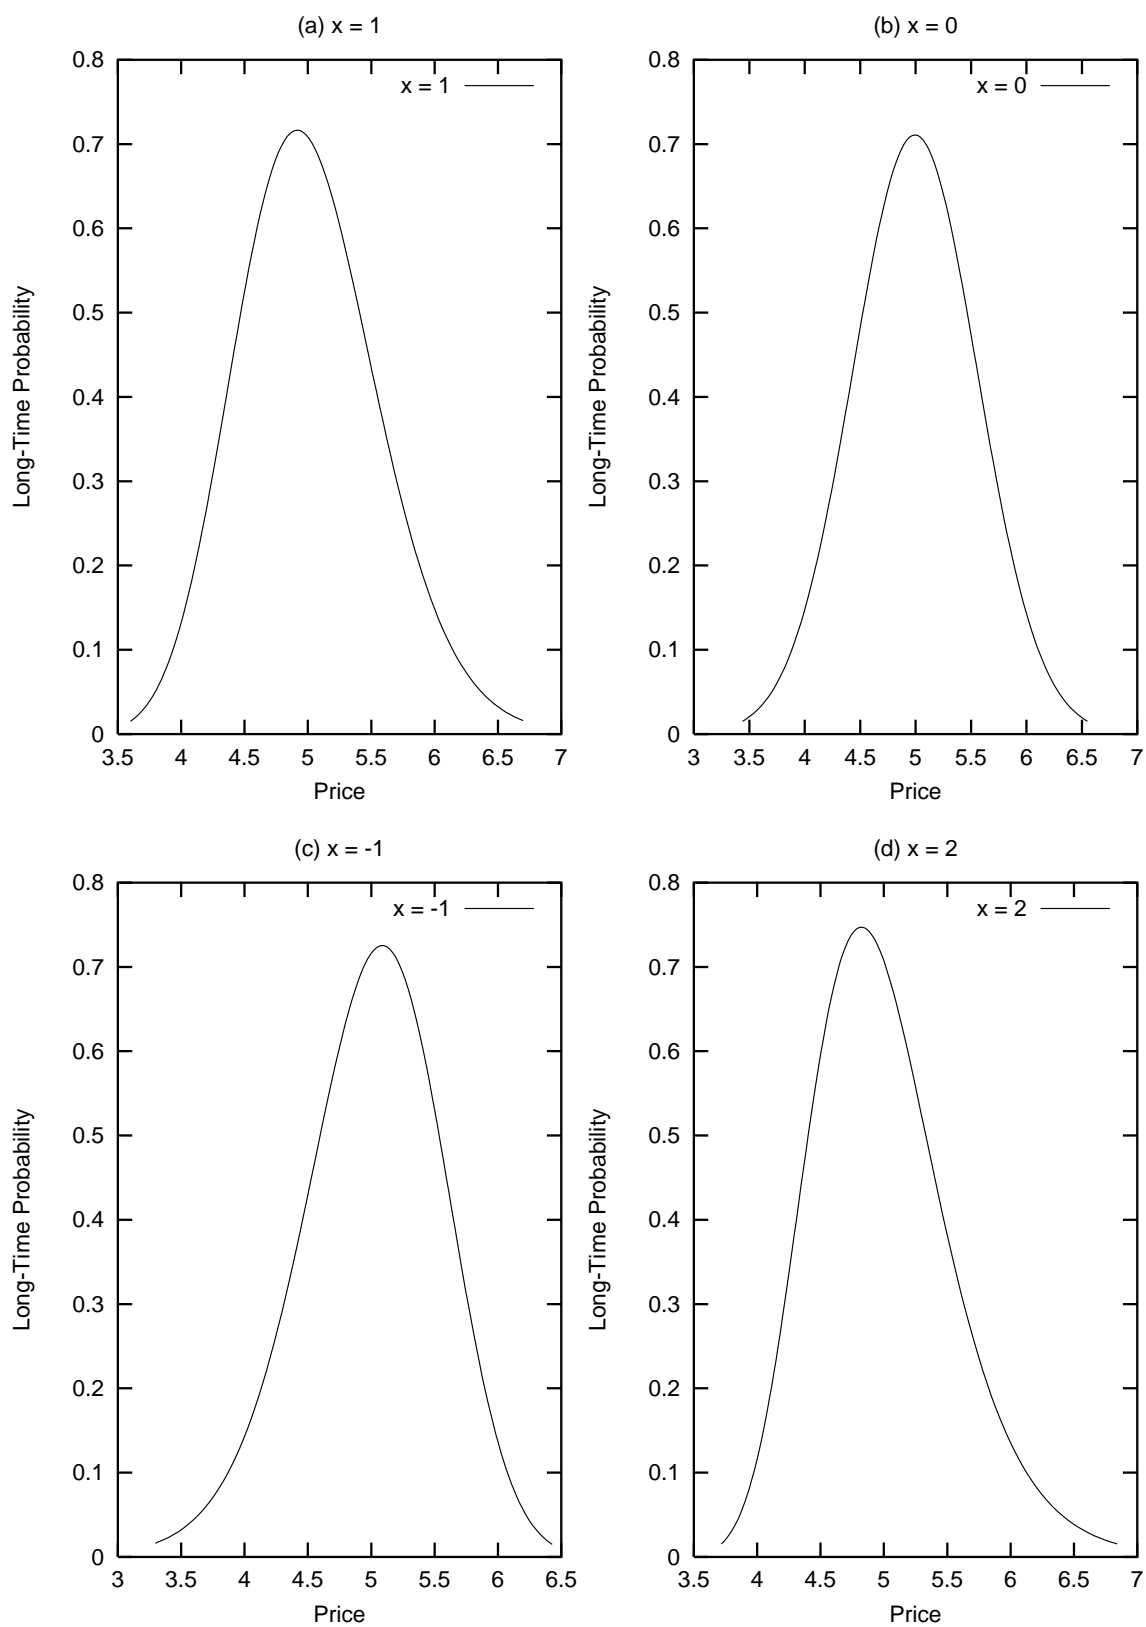 (a) x = 1
0.8
0.7
0.6
0.5
0.4
0.3
0.2
0.1
0
3.5 4 4.5 5 5.5 6 6.5 7
Long-Time Probability
Price
x = 1
(b) x = 0
0.8
0.7
0.6
0.5
0.4
0.3
0.2
0.1
0
3 3.5 4 4.5 5 5.5 6 6.5 7
Long-Time Probability
Price
x = 0
(c) x = -1
0.8
0.7
0.6
0.5
0.4
0.3
0.2
0.1
0
3 3.5 4 4.5 5 5.5 6 6.5
Long-Time Probability
Price
x = -1
(d) x = 2
0.8
0.7
0.6
0.5
0.4
0.3
0.2
0.1
0
3.5 4 4.5 5 5.5 6 6.5 7
Long-Time Probability
Price
x = 2